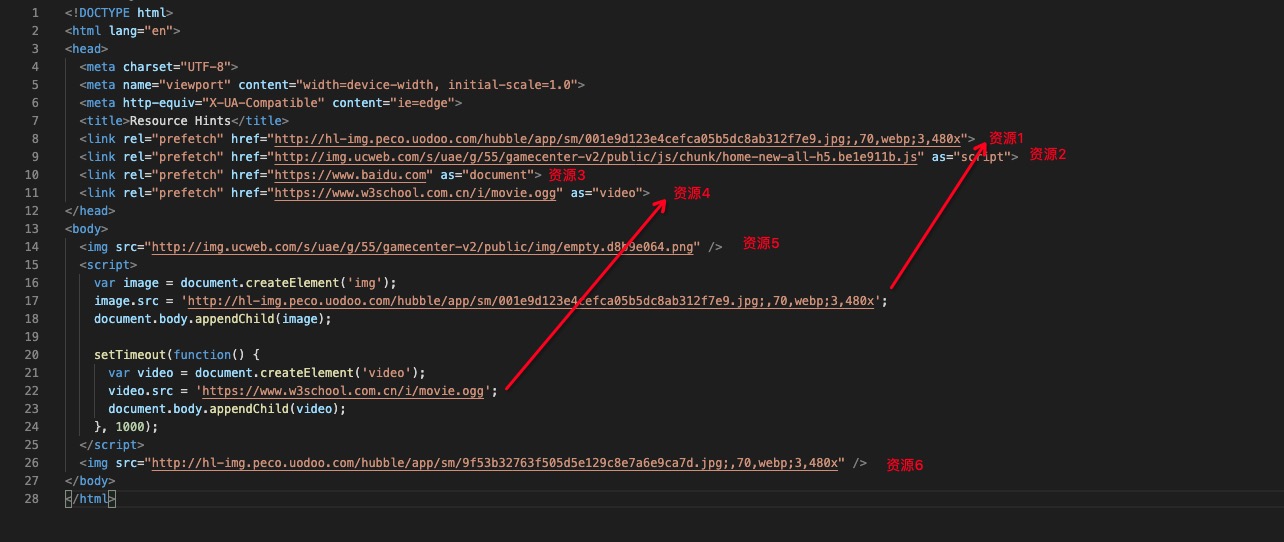 1 <!DOCTYPE html>
2 <html lang="en">
3 <head>
4 <meta charset="UTF-8">
5 <meta name="viewport" content="width=device-width, initial-scale=1.0">
6 <meta http-equiv="X-UA-Compatible" content="ie=edge">
7 <title>Resource Hints</title>
8 <link rel="prefetch" href="http://hl-img.peco.uodoo.com/hubble/app/sm/001e9d123e4cefca05b5dc8ab312f7e9.jpg;,70,webp;3,480x"> 资源1
9 <link rel="prefetch" href="http://img.ucweb.com/s/uae/g/55/gamecenter-v2/public/js/chunk/home-new-all-h5.be1e911b.js" as="script"> 资源2
10 <link rel="prefetch" href="https://www.baidu.com" as="document"> 资源3
11 <link rel="prefetch" href="https://www.w3school.com.cn/i/movie.ogg" as="video"> 资源4
12 </head>
13 <body>
14 <img src="http://img.ucweb.com/s/uae/g/55/gamecenter-v2/public/img/empty.d8b9e064.png" /> 资源5
15 <script>
16 var image = document.createElement('img');
17 image.src = 'http://hl-img.peco.uodoo.com/hubble/app/sm/001e9d123e4cefca05b5dc8ab312f7e9.jpg;,70,webp;3,480x';
18 document.body.appendChild(image);
19
20 setTimeout(function() {
21 var video = document.createElement('video');
22 video.src = 'https://www.w3school.com.cn/i/movie.ogg';
23 document.body.appendChild(video);
24 }, 1000);
25 </script>
26 <img src="http://hl-img.peco.uodoo.com/hubble/app/sm/9f53b32763f505d5e129c8e7a6e9ca7d.jpg;,70,webp;3,480x" /> 资源6
27 </body>
28 </html>